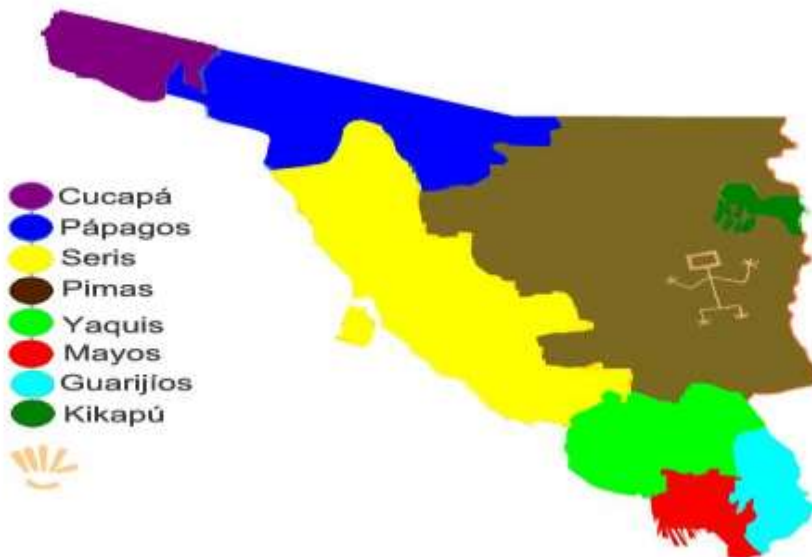 Cucapá
Pápagos
Seris
Pimas
Yaquis
Mayos
Guarijíos
Kikapú